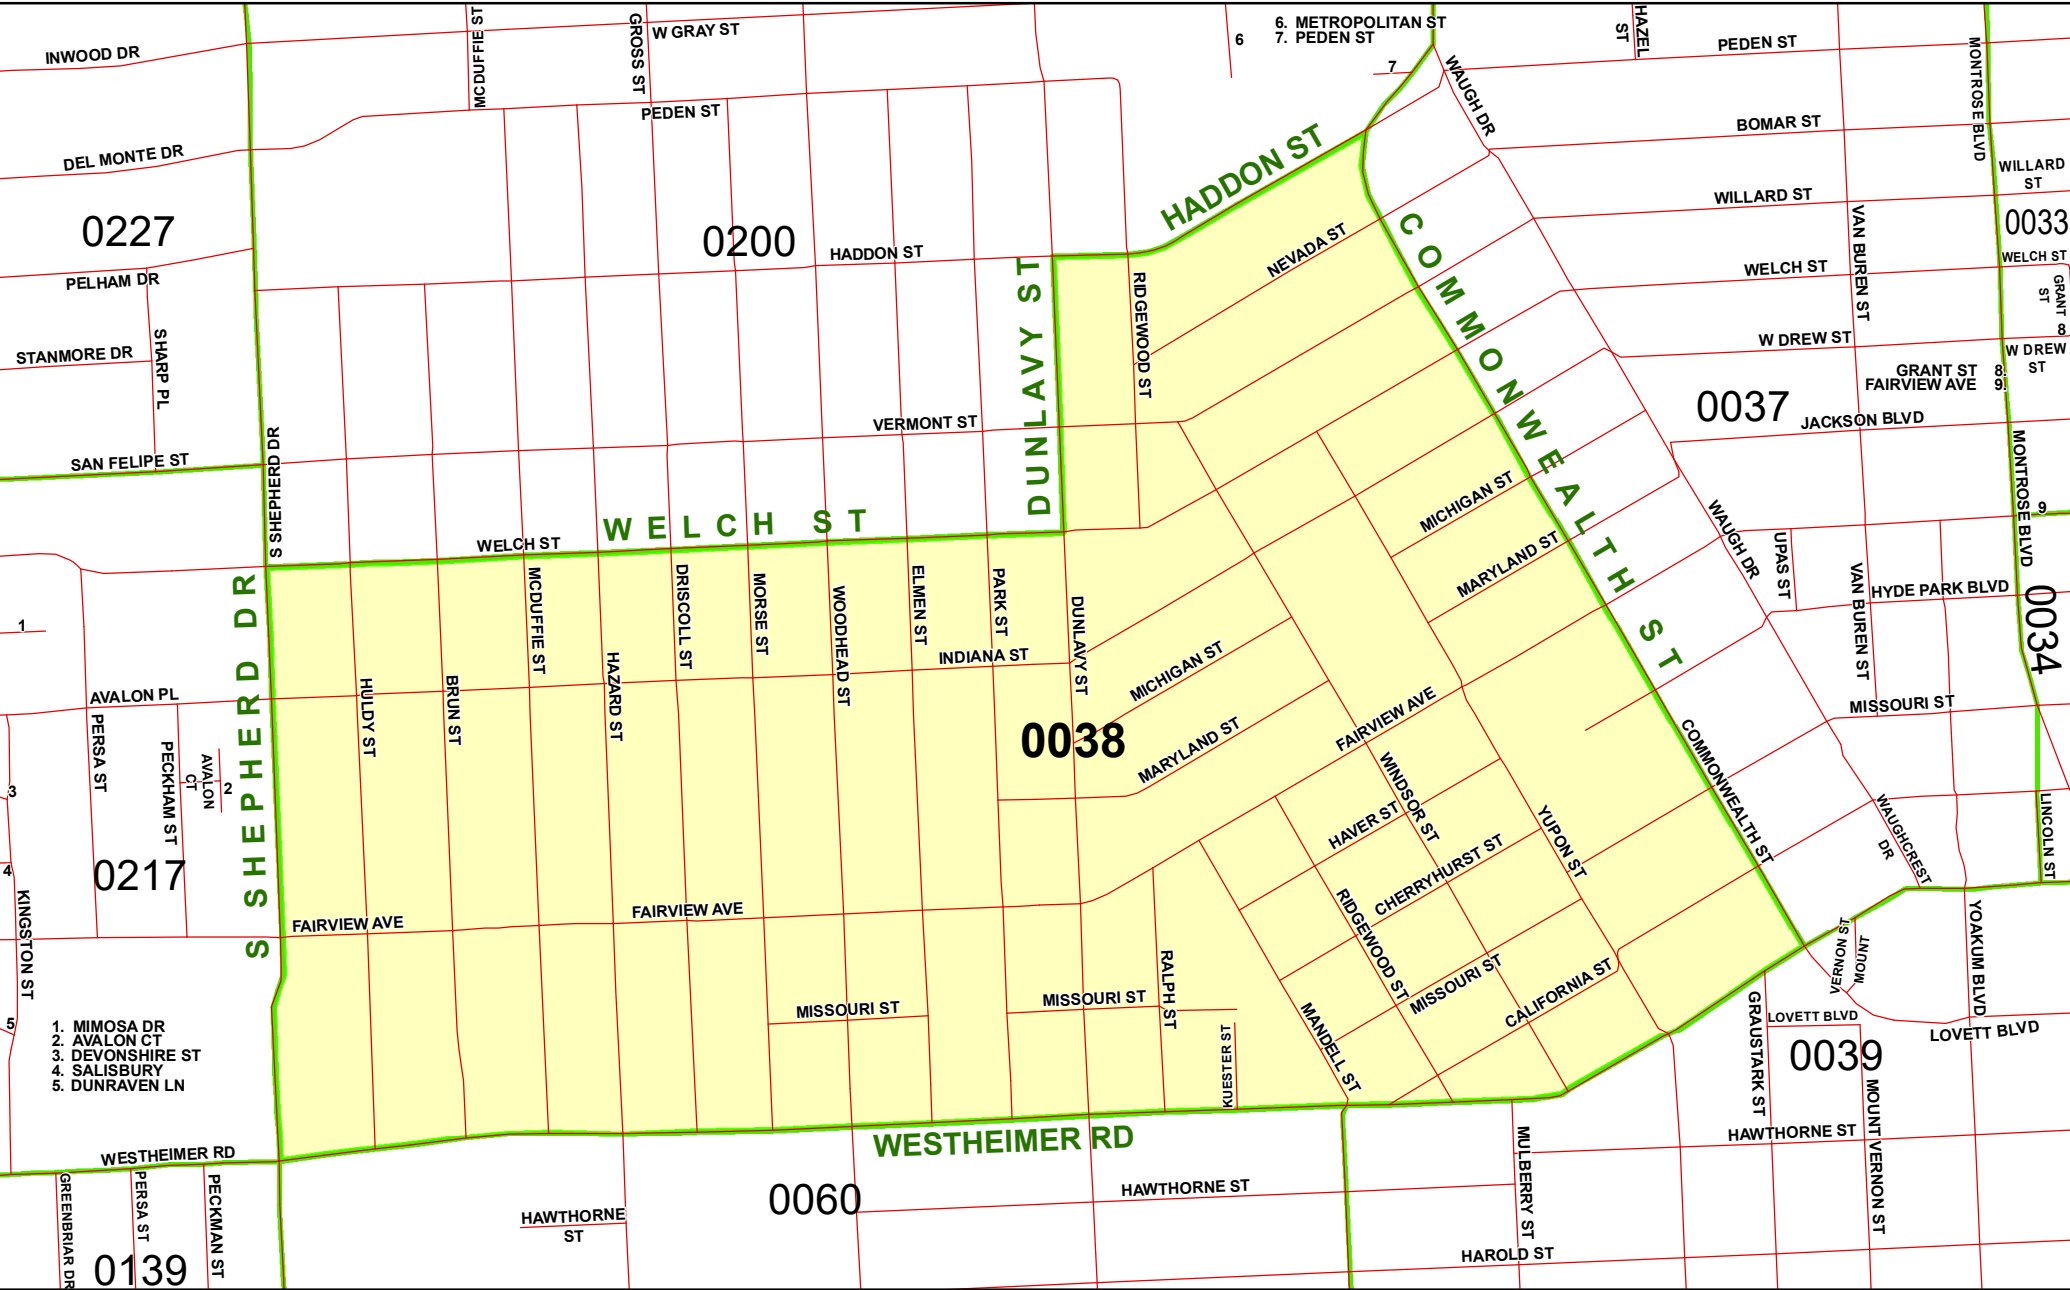 INWOOD DR
MCDUFFIE ST
GROSS ST
W GRAY ST
6
6. METROPOLITAN ST
7. PEDEN ST
7
HAZEL
ST
PEDEN ST
MONTROSE BLVD
WAUGH DR
PEDEN ST
BOMAR ST
DEL MONTE DR
HADDON ST
WILLARD
ST
WILLARD ST
0227
0200
HADDON ST
NEVADA ST
COMMONWEALTH ST
VAN BUREN ST
0033
WELCH ST
WELCH ST
GRANT
ST
8
PELHAM DR
SHARP PL
DUNLAVY ST
RIDGEWOOD ST
STANMORE DR
W DREW ST
W DREW
ST
GRANT ST 8.
FAIRVIEW AVE 9.
0037
JACKSON BLVD
VERMONT ST
SAN FELIPE ST
S SHEPHERD DR
MONTROSE BLVD
MICHIGAN ST
WELCH ST
WELCH ST
9
WAUGH DR
UPAS ST
MARYLAND ST
VAN BUREN ST
HYDE PARK BLVD
0034
S SHEPHERD DR
MCDUFFIE ST
DRISCOLL ST
MORSE ST
WOODHEAD ST
ELMEN ST
PARK ST
DUNLAVY ST
1
INDIANA ST
MICHIGAN ST
HAZARD ST
HULDY ST
BRUN ST
AVALON PL
PERSA ST
PECKHAM ST
AVALON
CT
2
3
4
0038
MARYLAND ST
FAIRVIEW AVE
MISSOURI ST
COMMONWEALTH ST
WINDSOR ST
HAVER ST
YUPON ST
WAUGHCREST
DR
LINCOLN ST
0217
CHERRYHURST ST
RIDGEWOOD ST
KINGSTON ST
FAIRVIEW AVE
FAIRVIEW AVE
RALPH ST
MISSOURI ST
CALIFORNIA ST
VERNON ST
MOUNT
YOAKUM BLVD
5
MISSOURI ST
MISSOURI ST
MANDELL ST
KUESTER ST
GRAUSTARK ST
LOVETT BLVD
LOVETT BLVD
1. MIMOSA DR
2. AVALON CT
3. DEVONSHIRE ST
4. SALISBURY
5. DUNRAVEN LN
0039
MOUNT VERNON ST
WESTHEIMER RD
WESTHEIMER RD
MULBERRY ST
HAWTHORNE ST
GREENBRIAR DR
PERSA ST
PECKMAN ST
0060
HAWTHORNE ST
HAWTHORNE
ST
HAROLD ST
0139